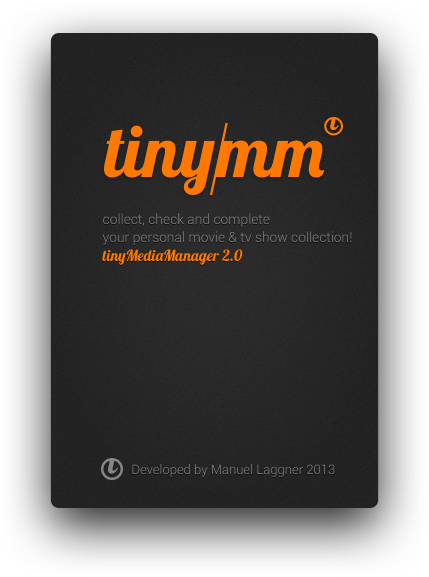 tiny|mm t
collect, check and complete
your personal movie & tv show collection!
tinyMediaManager 2.0
t Developed by Manuel Laggner 2013